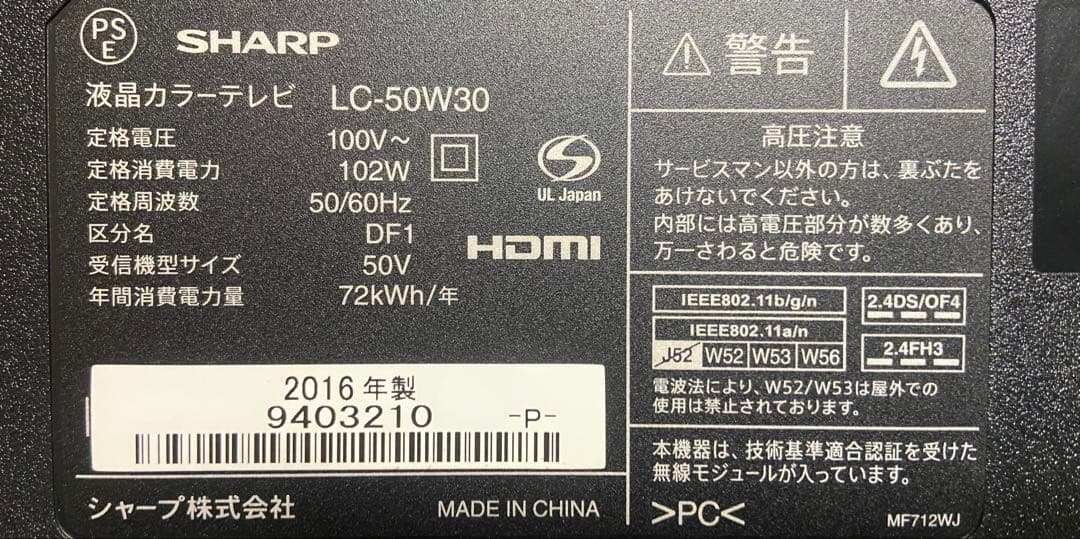 PS
E
SHARP
液晶カラーテレビ LC-50W30
定格電圧 100V～
定格消費電力 102W
定格周波数 50/60Hz
区分名 DF1
受信機型サイズ 50V
年間消費電力量 72kWh/年
S
UL Japan
HDMI
2016年製
9403210 -P-
シャープ株式会社 MADE IN CHINA
警告
高圧注意
サービスマン以外の方は、裏ぶたを
あけないでください。
内部には高電圧部分が数多くあり、
万一さわると危険です。
IEEE802.11b/g/n
IEEE802.11a/n
J52 W52 W53 W56
2.4DS/OF4
2.4FH3
電波法により、W52/W53は屋外での
使用は禁止されております。
本機器は、技術基準適合認証を受けた
無線モジュールが入っています。
>PC<
MF712WJ